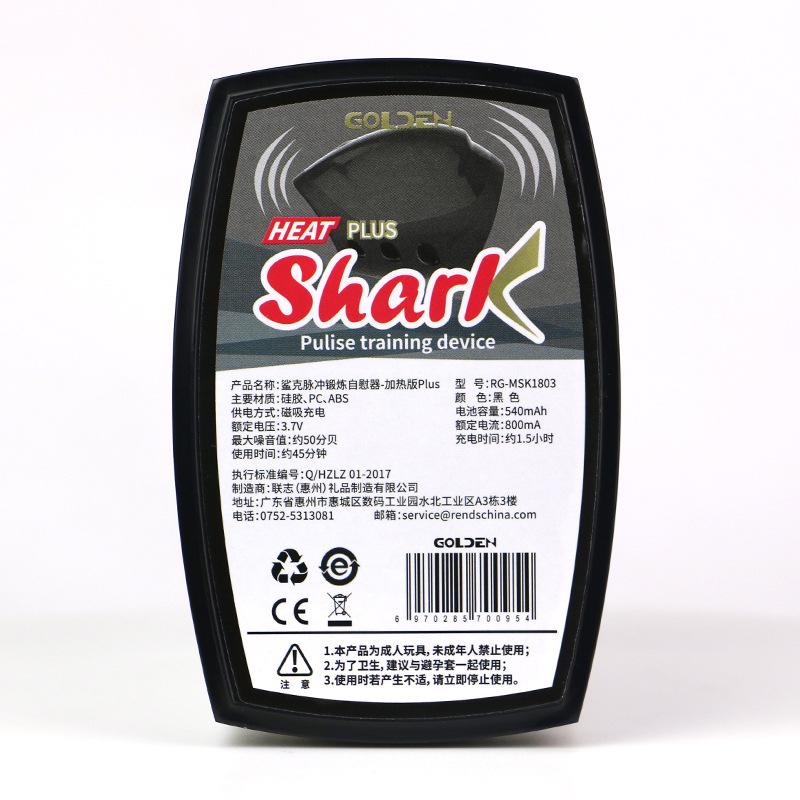 GOLDEN
HEAT PLUS
Shark
Pulise training device
产品名称:鲨克脉冲锻炼自慰器-加热版Plus 型 号:RG-MSK1803
主要材质:硅胶、PC、ABS 颜 色:黑 色
供电方式:磁吸充电 电池容量:540mAh
额定电压:3.7V 额定电流:800mA
最大噪音值:约50分贝 充电时间:约1.5小时
使用时间:约45分钟
执行标准编号:Q/HZLZ 01-2017
制造商:联志(惠州)礼品制造有限公司
地址:广东省惠州市惠城区数码工业园水北工业区A3栋3楼
电话:0752-5313081 邮箱:service@rendschina.com
GOLDEN
CE
6 970285 700954
注 意
1.本产品为成人玩具,未成年人禁止使用;
2.为了卫生,建议与避孕套一起使用;
3.使用时若产生不适,请立即停止使用。